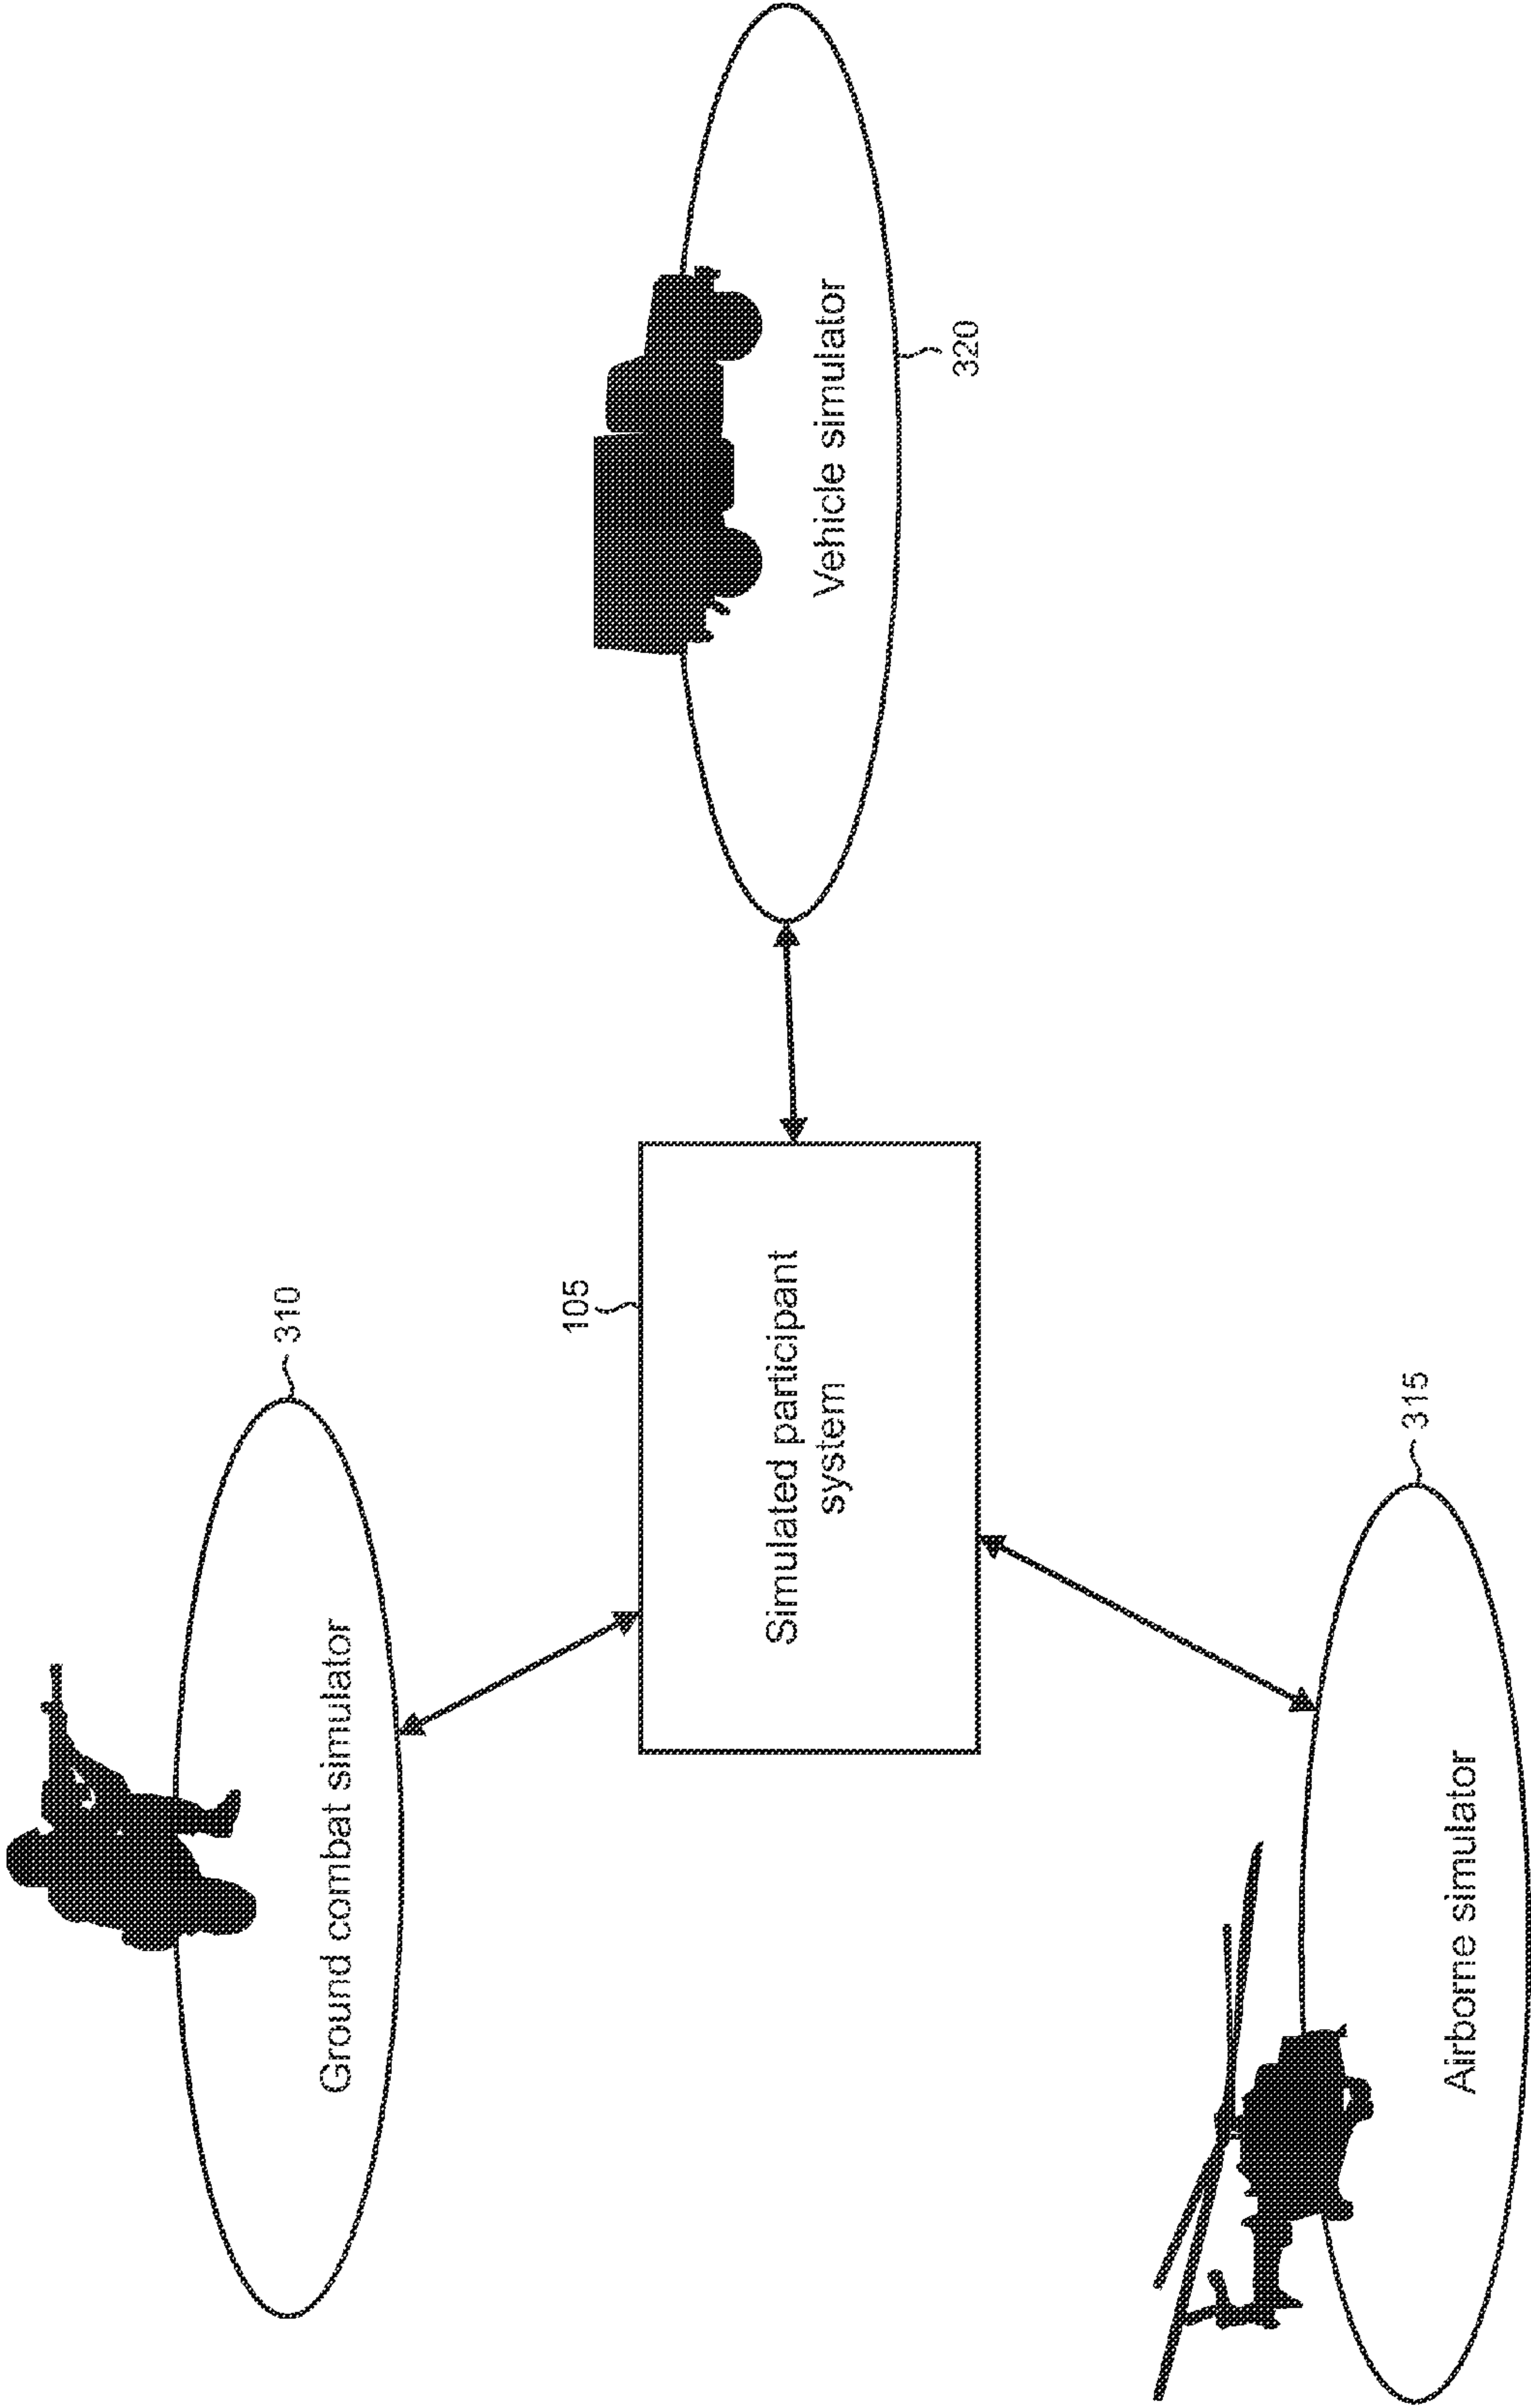 310
Ground combat simulator
105
Simulated participant
system
Vehicle simulator
320
315
Airborne simulator